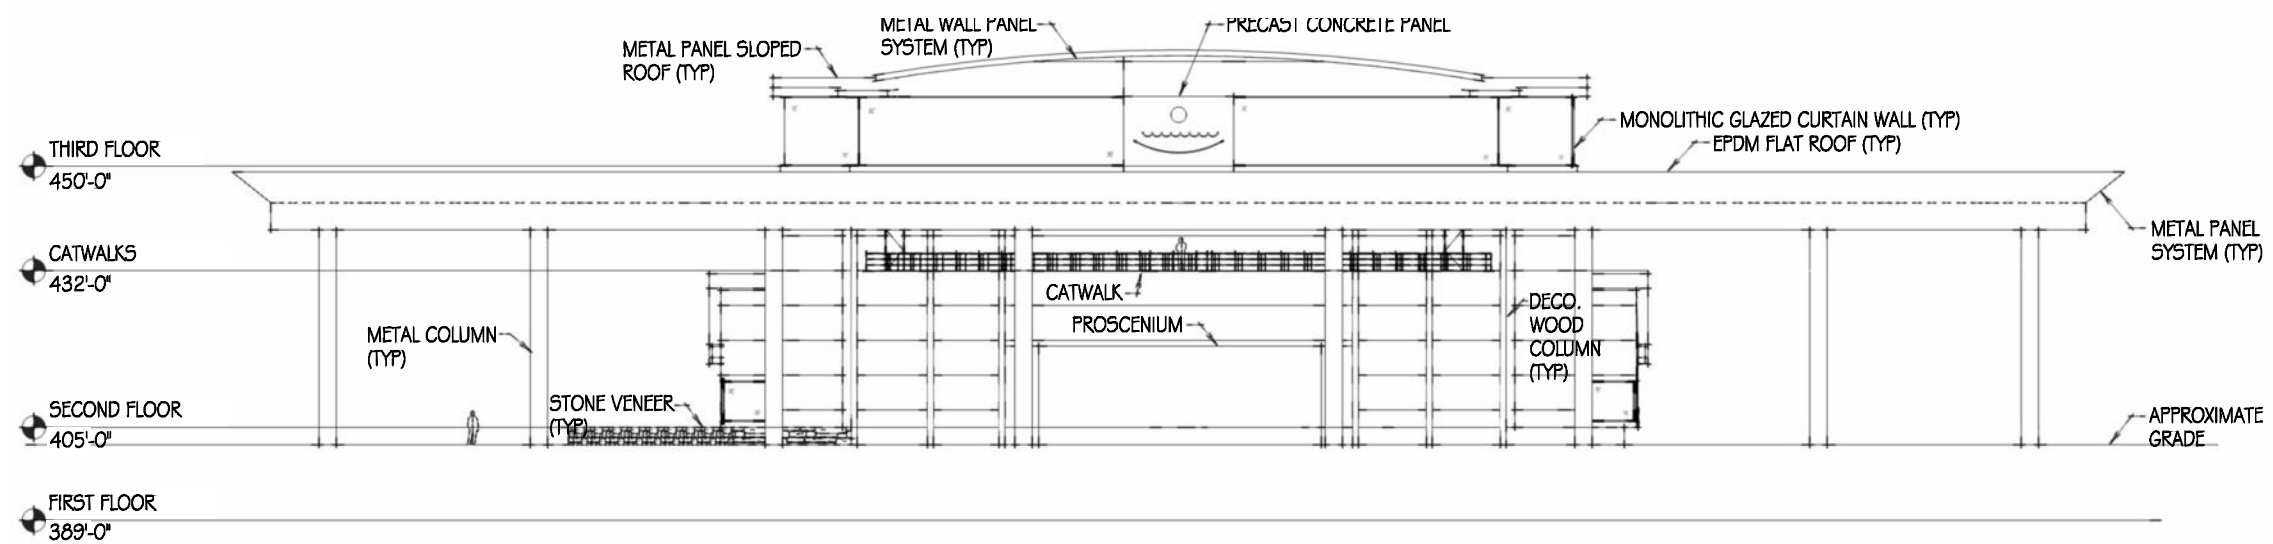 METAL WALL PANEL
SYSTEM (TYP)
PRECAST CONCRETE PANEL
METAL PANEL SLOPED
ROOF (TYP)
MONOLITHIC GLAZED CURTAIN WALL (TYP)
EPDM FLAT ROOF (TYP)
THIRD FLOOR
450'-0"
METAL PANEL
SYSTEM (TYP)
CATWALKS
432'-0"
CATWALK
PROSCENIUM
DECO.
WOOD
COLUMN
(TYP)
METAL COLUMN
(TYP)
STONE VENEER
(TYP)
SECOND FLOOR
405'-0"
APPROXIMATE
GRADE
FIRST FLOOR
389'-0"